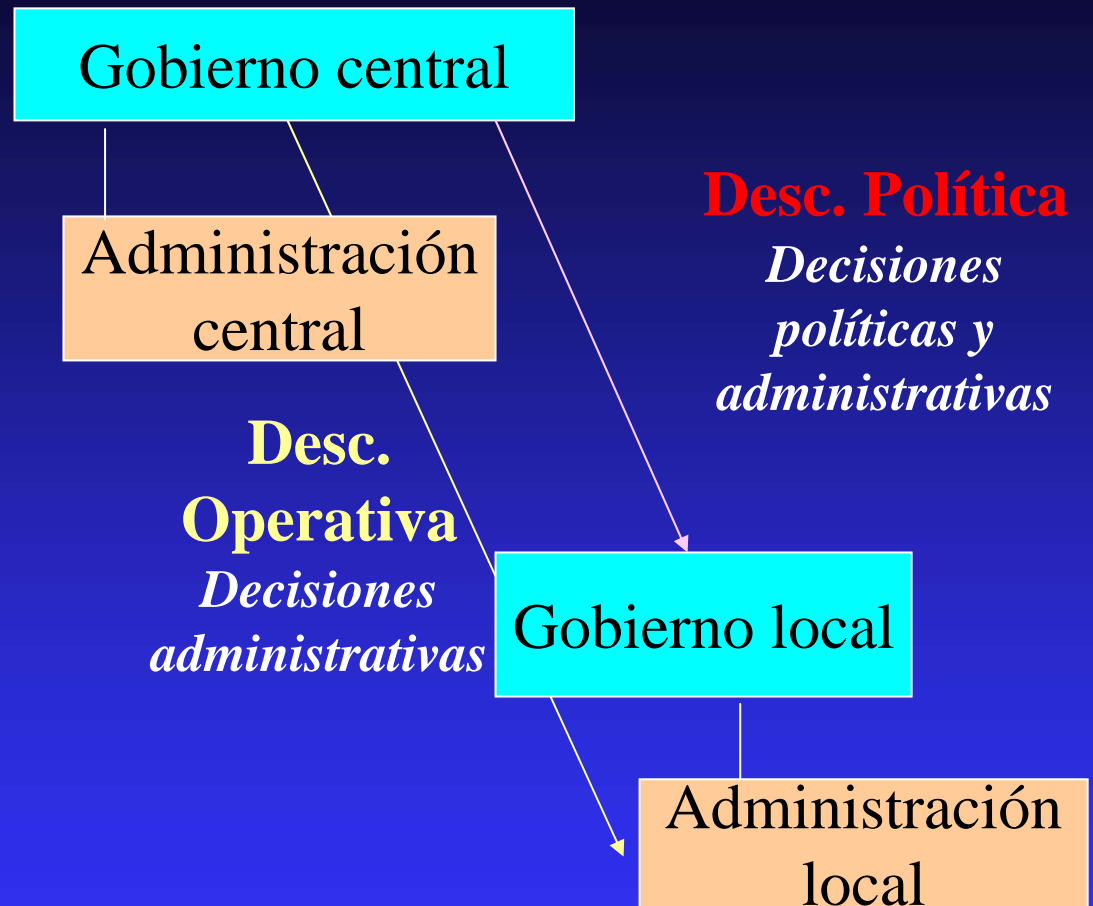 Gobierno central
Desc. Política
Decisiones
políticas y
administrativas
Administración
central
Desc.
Operativa
Decisiones
administrativas
Gobierno local
Administración
local